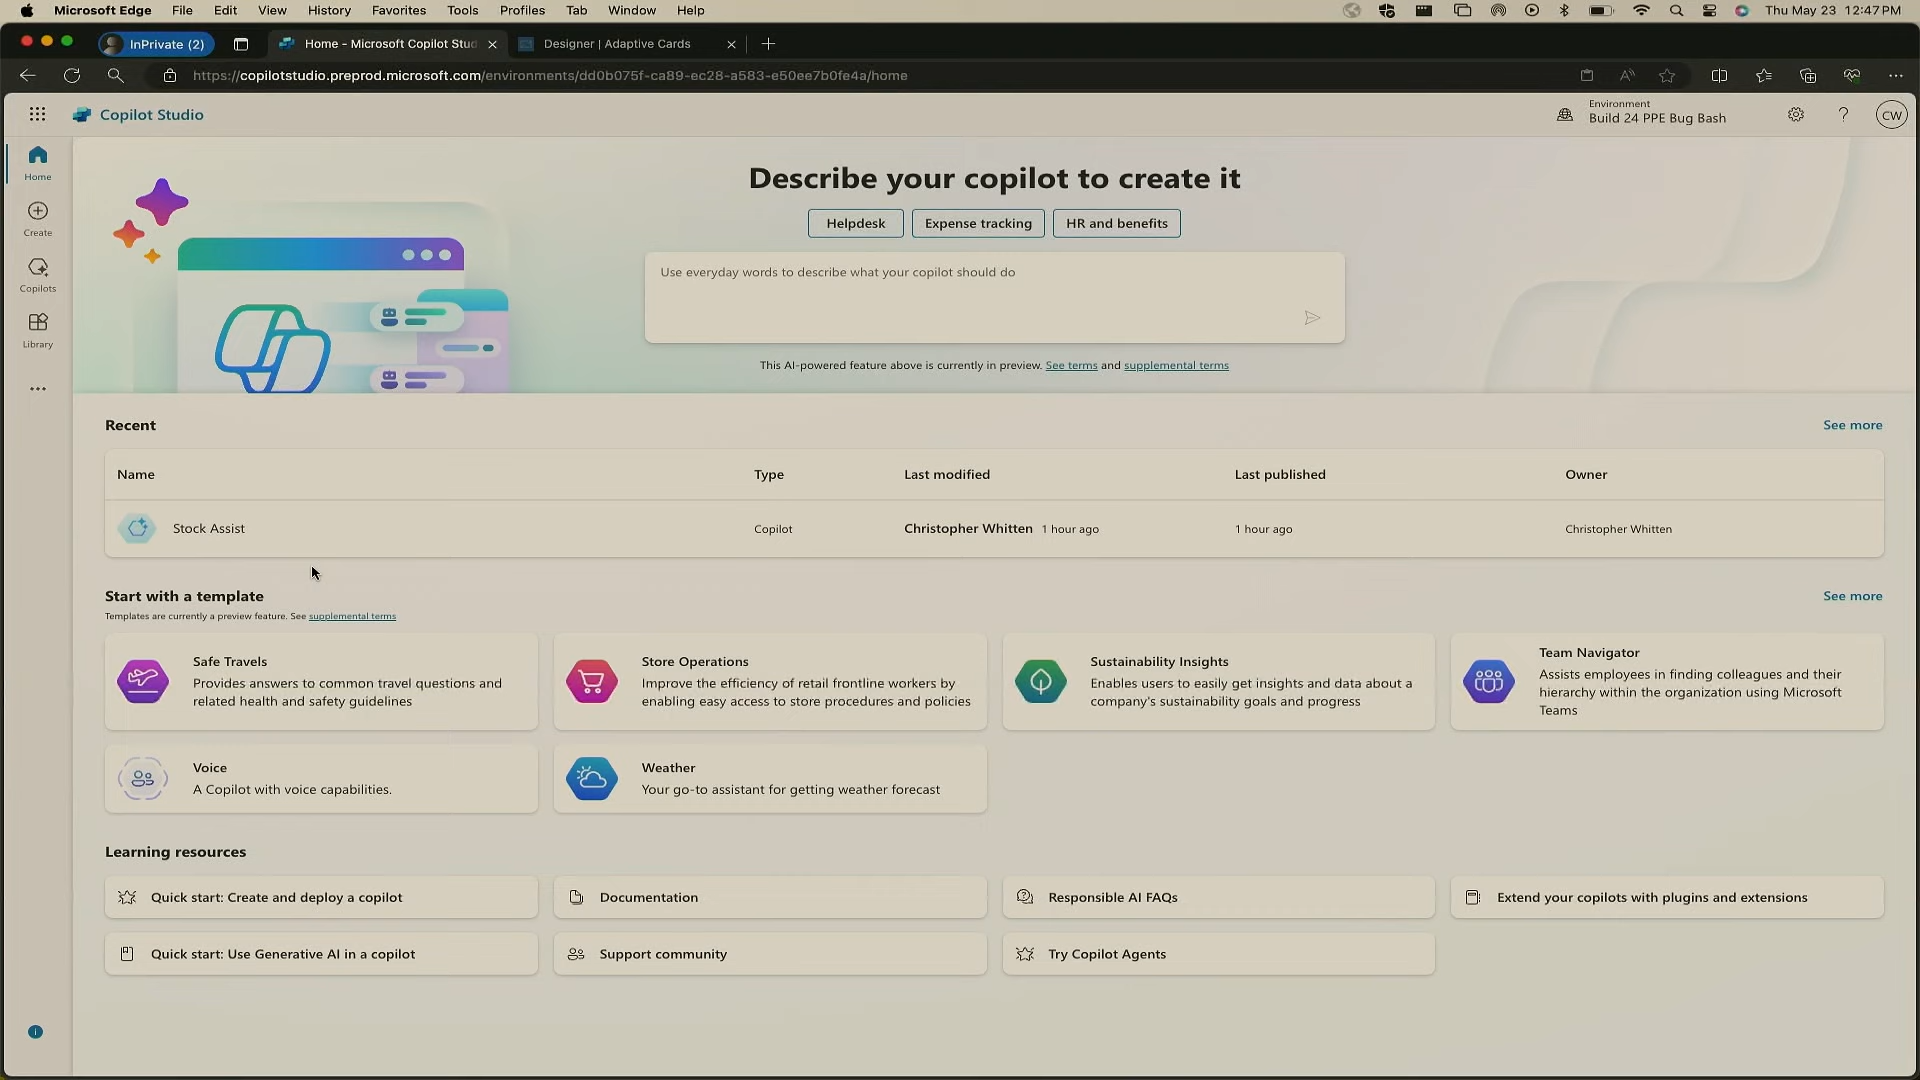 Microsoft Edge File Edit View History Favorites Tools Profiles Tab Window Help Thu May 23 12:47 PM
InPrivate (2) Home - Microsoft Copilot Stud Designer | Adaptive Cards
https://copilotstudio.preprod.microsoft.com/environments/dd0b075f-ca89-ec28-a583-e50ee7b0fe4a/home
Copilot Studio
Environment
Build 24 PPE Bug Bash
CW
Home
Create
Copilots
Library
Describe your copilot to create it
Helpdesk Expense tracking HR and benefits
Use everyday words to describe what your copilot should do
This AI-powered feature above is currently in preview. See terms and supplemental terms
Recent See more
Name Type Last modified Last published Owner
Stock Assist Copilot Christopher Whitten 1 hour ago 1 hour ago Christopher Whitten
Start with a template See more
Templates are currently a preview feature. See supplemental terms
Safe Travels
Provides answers to common travel questions and
related health and safety guidelines
Store Operations
Improve the efficiency of retail frontline workers by
enabling easy access to store procedures and policies
Sustainability Insights
Enables users to easily get insights and data about a
company's sustainability goals and progress
Team Navigator
Assists employees in finding colleagues and their
hierarchy within the organization using Microsoft
Teams
Voice
A Copilot with voice capabilities.
Weather
Your go-to assistant for getting weather forecast
Learning resources
Quick start: Create and deploy a copilot
Documentation
Responsible AI FAQs
Extend your copilots with plugins and extensions
Quick start: Use Generative AI in a copilot
Support community
Try Copilot Agents